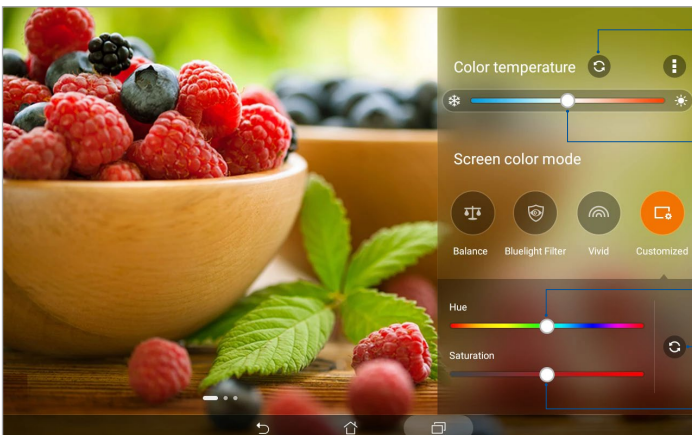 Color temperature
Screen color mode
Balance Bluelight Filter Vivid Customized
Hue
Saturation